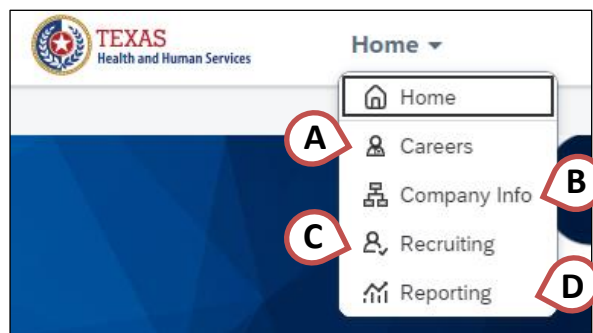 TEXAS
Health and Human Services
Home
Home
A
Careers
Company Info
B
C
Recruiting
Reporting
D